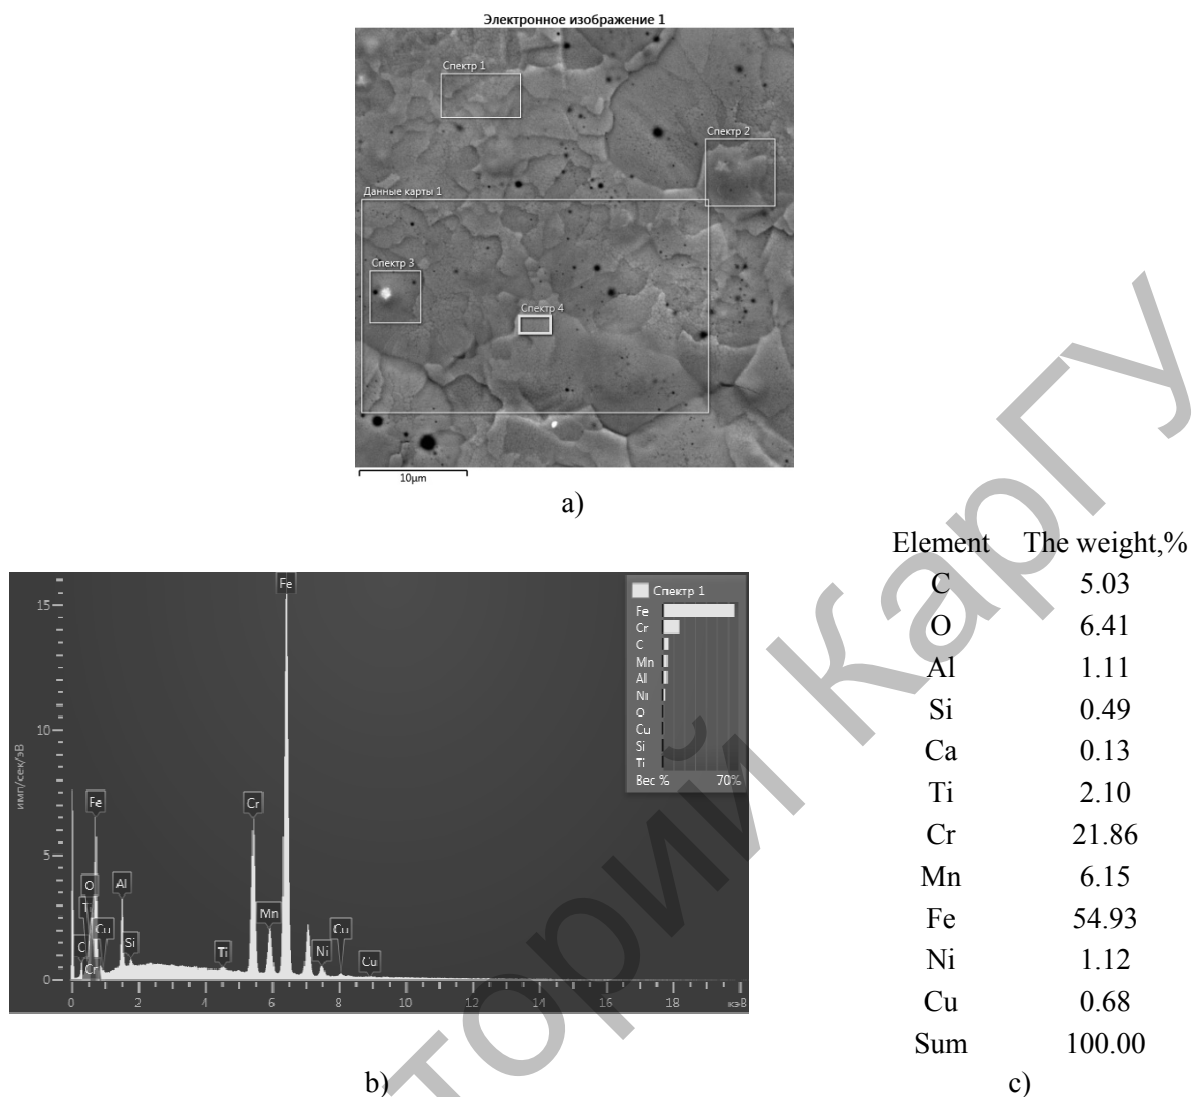 Электронное изображение 1
Спектр 1
Спектр 2
Данные карты 1
Спектр 3
Спектр 4
10μm
a)
Element The weight,%
C 5.03
O 6.41
Al 1.11
Si 0.49
Ca 0.13
Ti 2.10
Cr 21.86
Mn 6.15
Fe 54.93
Ni 1.12
Cu 0.68
Sum 100.00
c)
Спектр 1
Fe
Cr
C
Mn
Al
Ni
O
Cu
Si
Ti
Вес % 70%
имп/сек/эВ
15
10
5
0
Fe
Fe
Cr
O
Al
T
Cu
C
Si
Cr
Mn
Ti
Ni
Cu
Cu
0 2 4 6 8 10 12 14 16 18 кэВ
b)
торий КарГУ